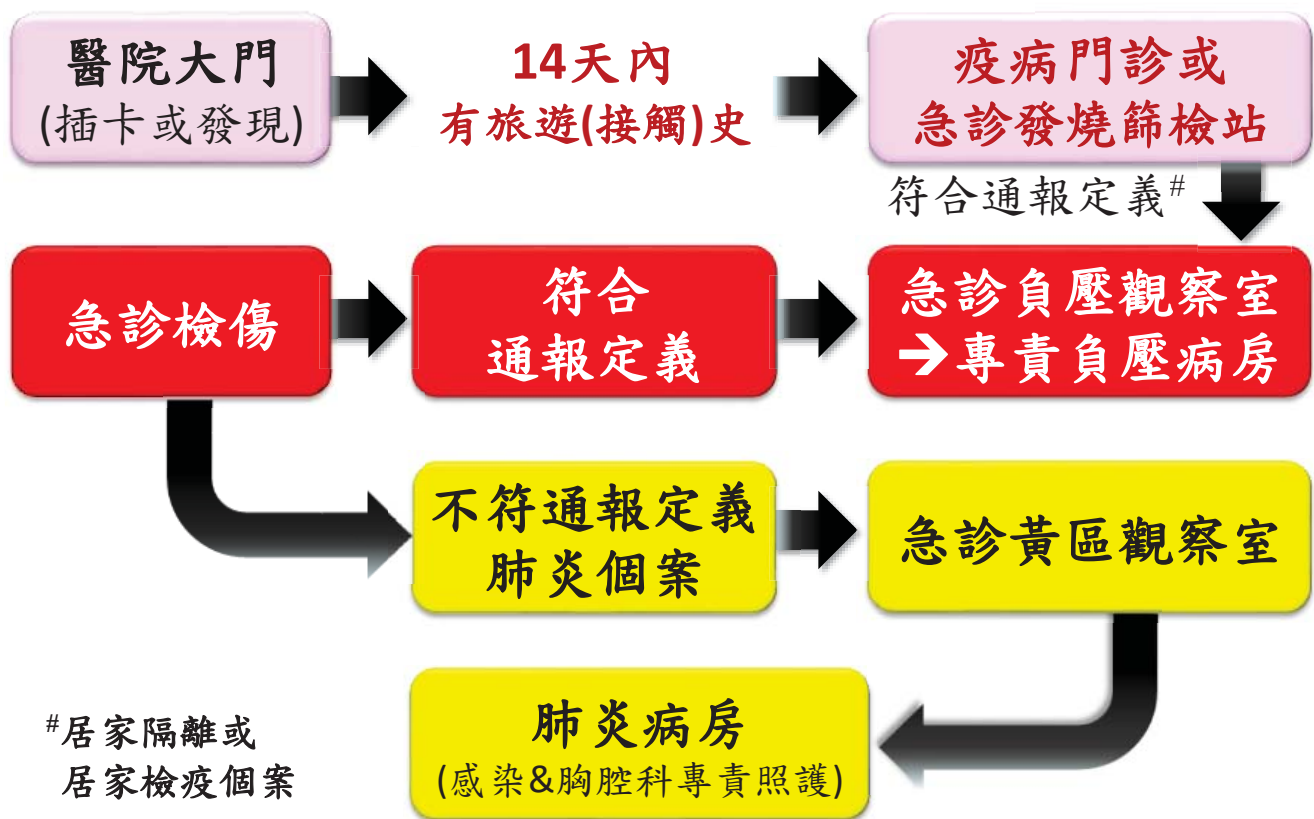 醫院大門
(插卡或發現)
14天內
有旅遊(接觸)史
疫病門診或
急診發燒篩檢站
符合通報定義#
急診檢傷
符合
通報定義
急診負壓觀察室
➔專責負壓病房
不符通報定義
肺炎個案
急診黃區觀察室
肺炎病房
(感染&胸腔科專責照護)
#居家隔離或
居家檢疫個案